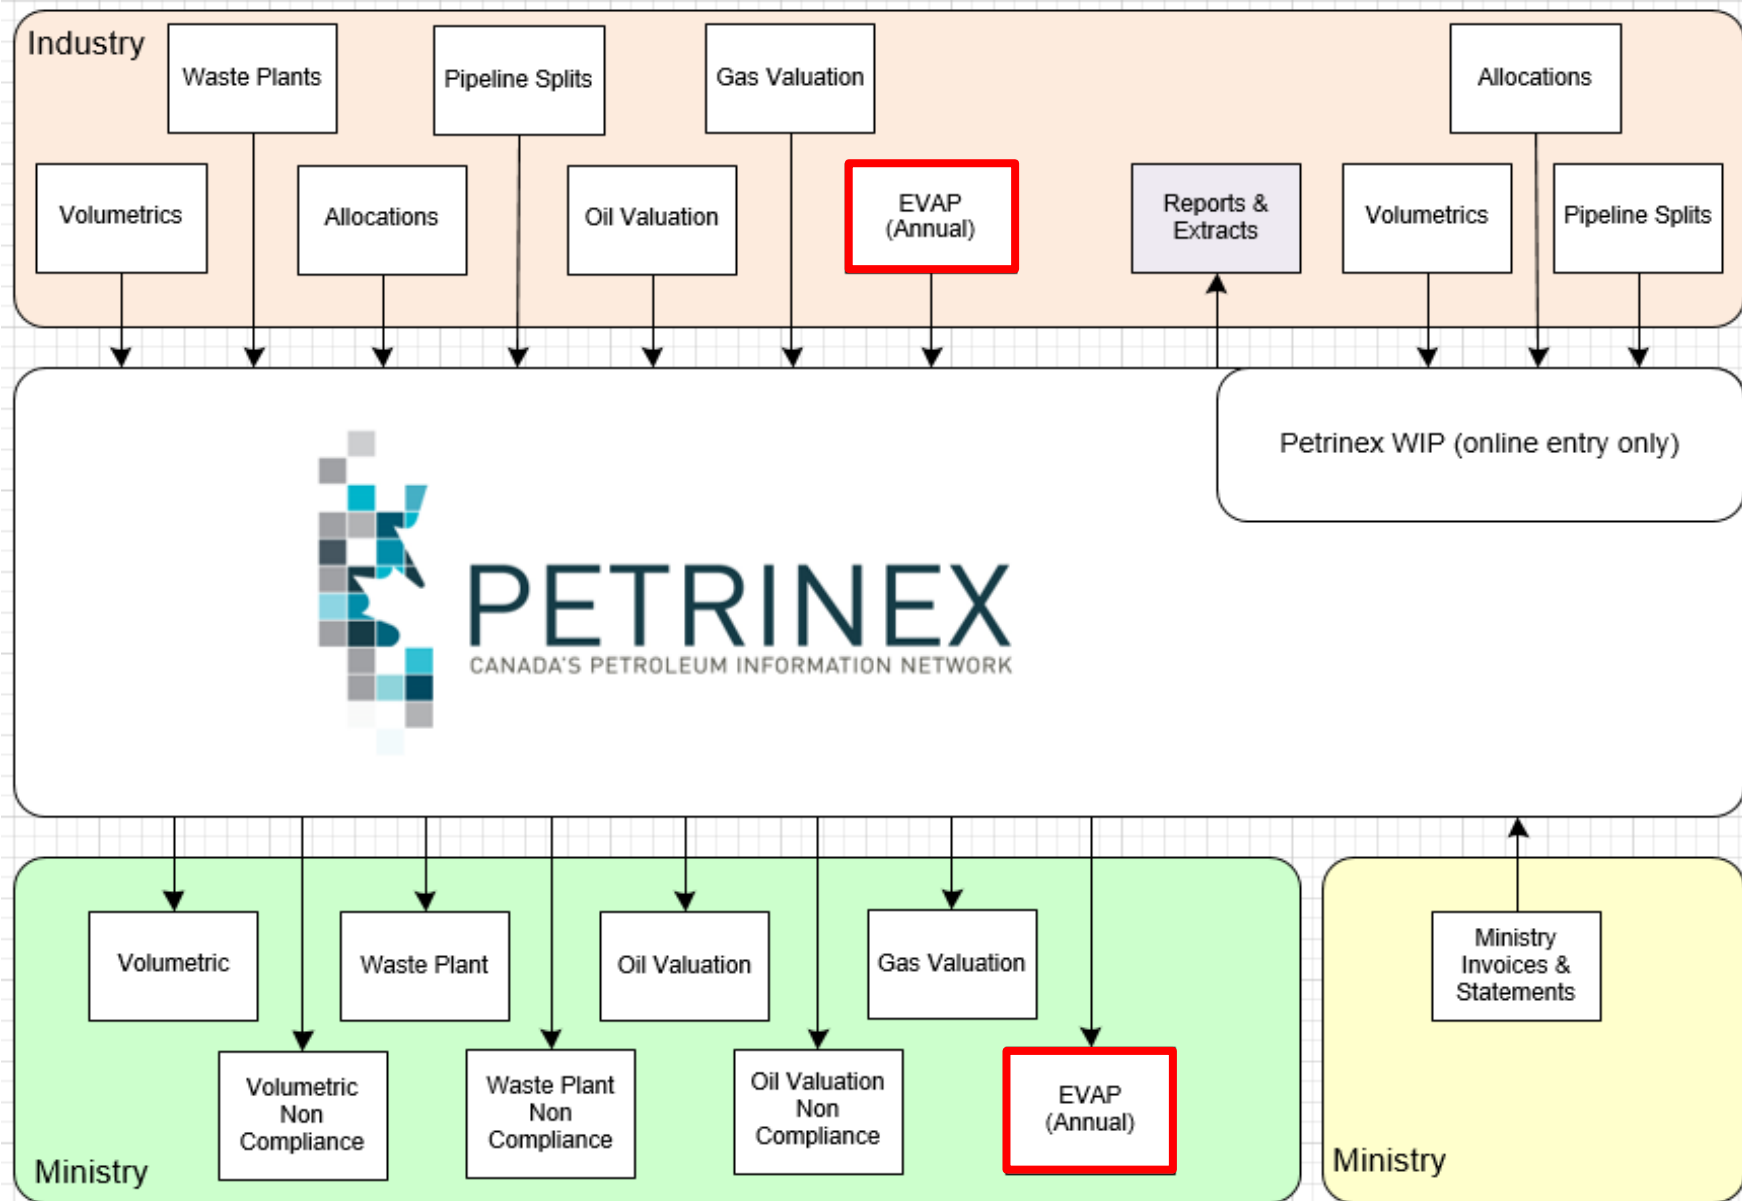 Industry
Waste Plants
Pipeline Splits
Gas Valuation
Allocations
Volumetrics
Allocations
Oil Valuation
EVAP
(Annual)
Reports &
Extracts
Volumetrics
Pipeline Splits
Petrinex WIP (online entry only)
PETRINEX
CANADA'S PETROLEUM INFORMATION NETWORK
Volumetric
Waste Plant
Oil Valuation
Gas Valuation
Ministry
Invoices &
Statements
Volumetric
Non
Compliance
Waste Plant
Non
Compliance
Oil Valuation
Non
Compliance
EVAP
(Annual)
Ministry
Ministry